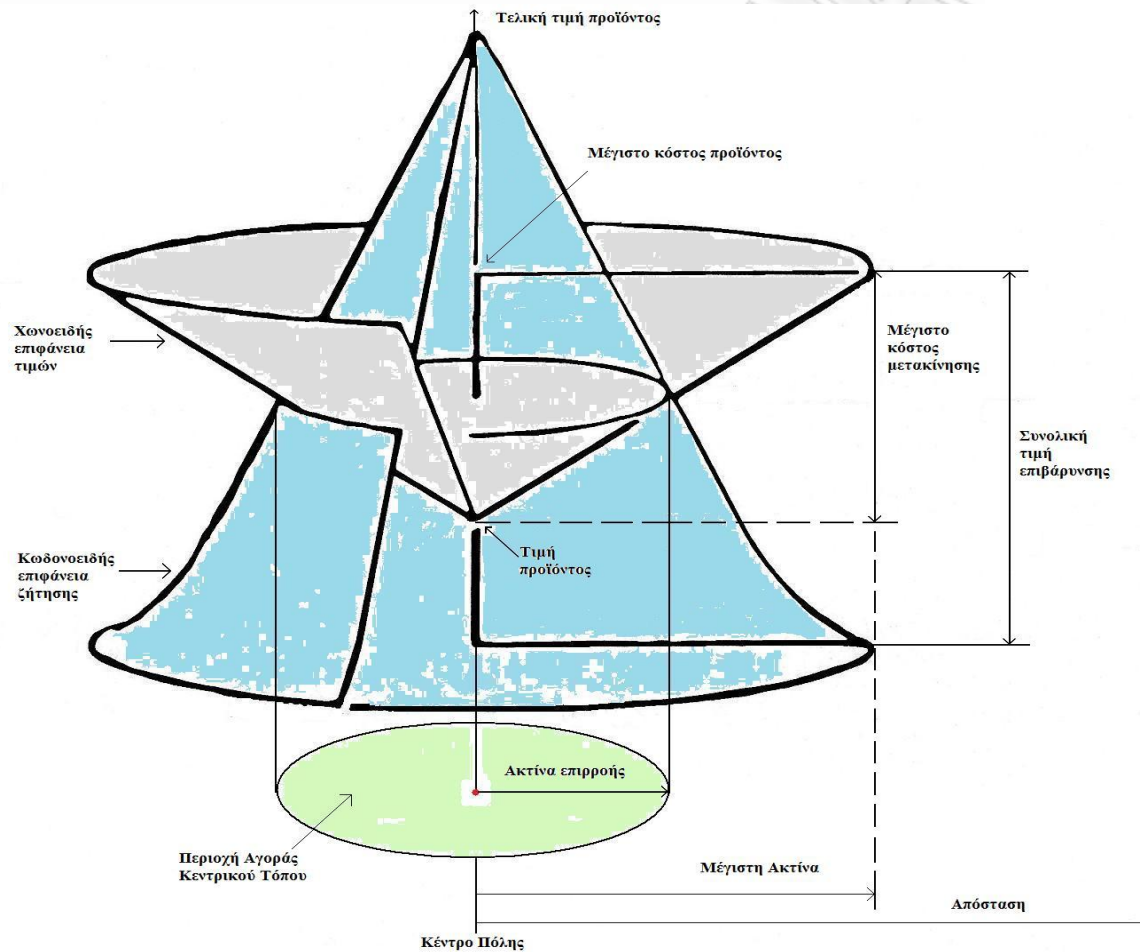 Τελική τιμή προϊόντος
Μέγιστο κόστος προϊόντος
Χωνοειδής
επιφάνεια
τιμών
Μέγιστο
κόστος
μετακίνησης
Συνολική
τιμή
επιβάρυνσης
Κωδονοειδής
επιφάνεια
ζήτησης
Τιμή
προϊόντος
Ακτίνα επιρροής
Περιοχή Αγοράς
Κεντρικού Τόπου
Μέγιστη Ακτίνα
Απόσταση
Κέντρο Πόλης